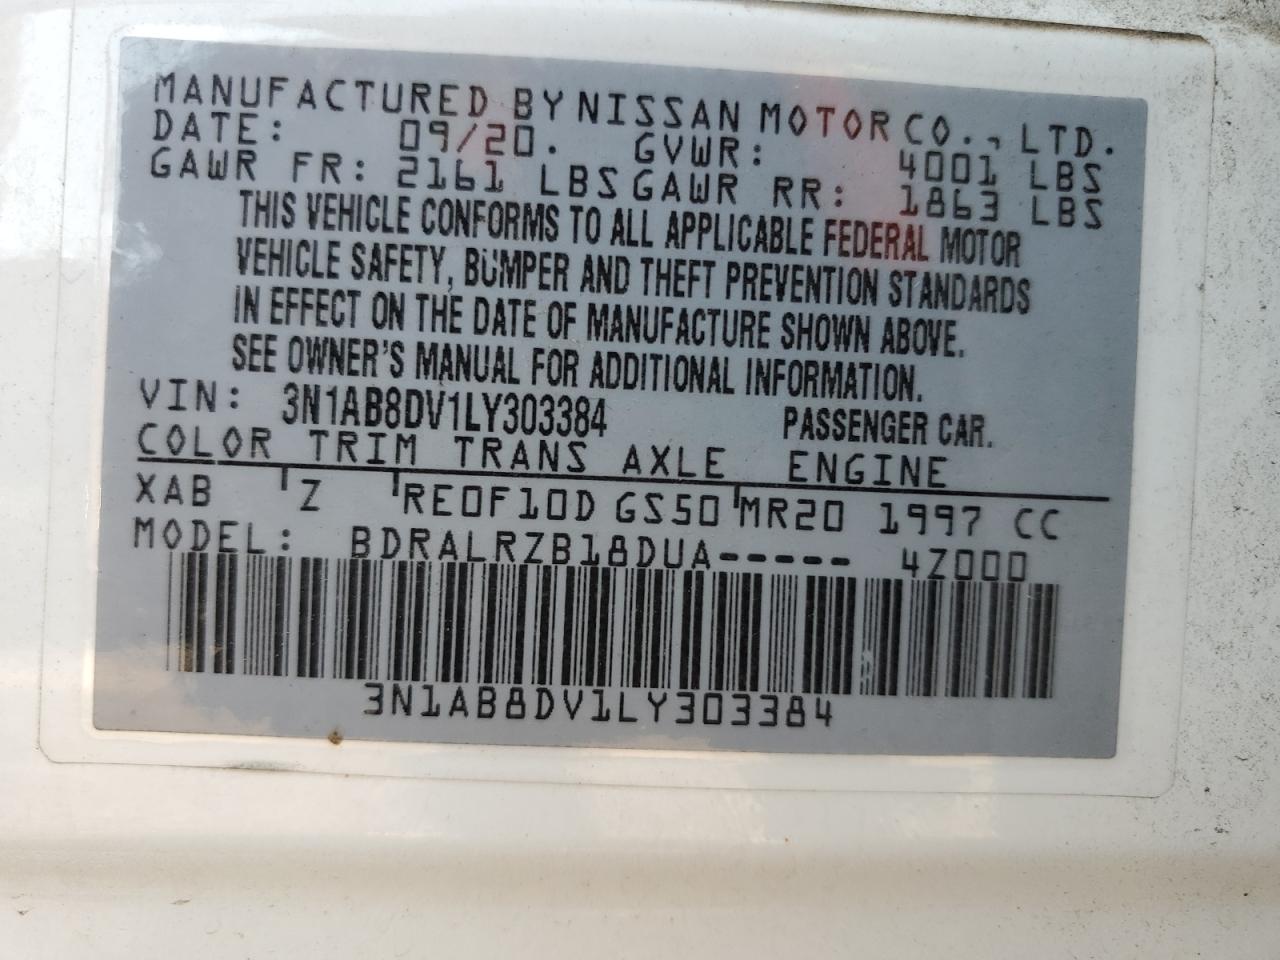 MANUFACTURED BY NISSAN MOTOR CO., LTD.
DATE: 09/20. GVWR: 4001 LBS
GAWR FR: 2161 LBS GAWR RR: 1863 LBS
THIS VEHICLE CONFORMS TO ALL APPLICABLE FEDERAL MOTOR
VEHICLE SAFETY, BUMPER AND THEFT PREVENTION STANDARDS
IN EFFECT ON THE DATE OF MANUFACTURE SHOWN ABOVE.
SEE OWNER'S MANUAL FOR ADDITIONAL INFORMATION.
VIN: 3N1AB8DV1LY303384 PASSENGER CAR.
COLOR TRIM TRANS AXLE ENGINE
XAB Z RE0F10D GS50 MR20 1997 CC
MODEL: BDRALRZB18DUA----- 4Z000
3N1AB8DV1LY303384